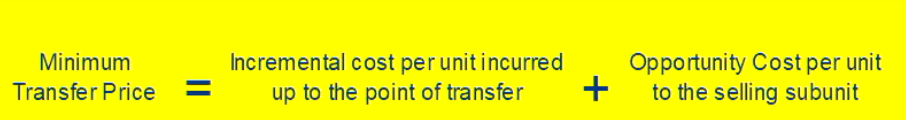 Minimum Transfer Price = Incremental cost per unit incurred up to the point of transfer + Opportunity Cost per unit to the selling subunit